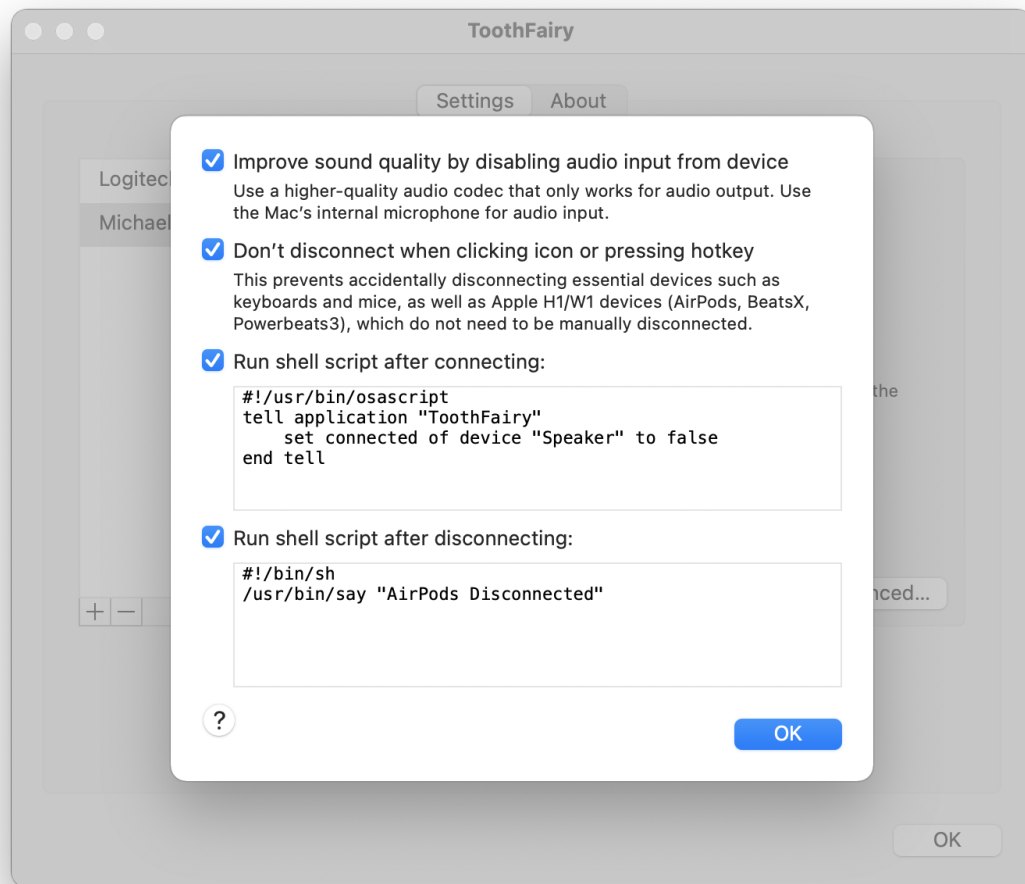 ToothFairy
Settings About
Logitec
Michael
Improve sound quality by disabling audio input from device
Use a higher-quality audio codec that only works for audio output. Use
the Mac's internal microphone for audio input.
Don't disconnect when clicking icon or pressing hotkey
This prevents accidentally disconnecting essential devices such as
keyboards and mice, as well as Apple H1/W1 devices (AirPods, BeatsX,
Powerbeats3), which do not need to be manually disconnected.
Run shell script after connecting:
#!/usr/bin/osascript
tell application "ToothFairy"
    set connected of device "Speaker" to false
end tell
the
Run shell script after disconnecting:
#!/bin/sh
/usr/bin/say "AirPods Disconnected"
nced...
?
OK
OK